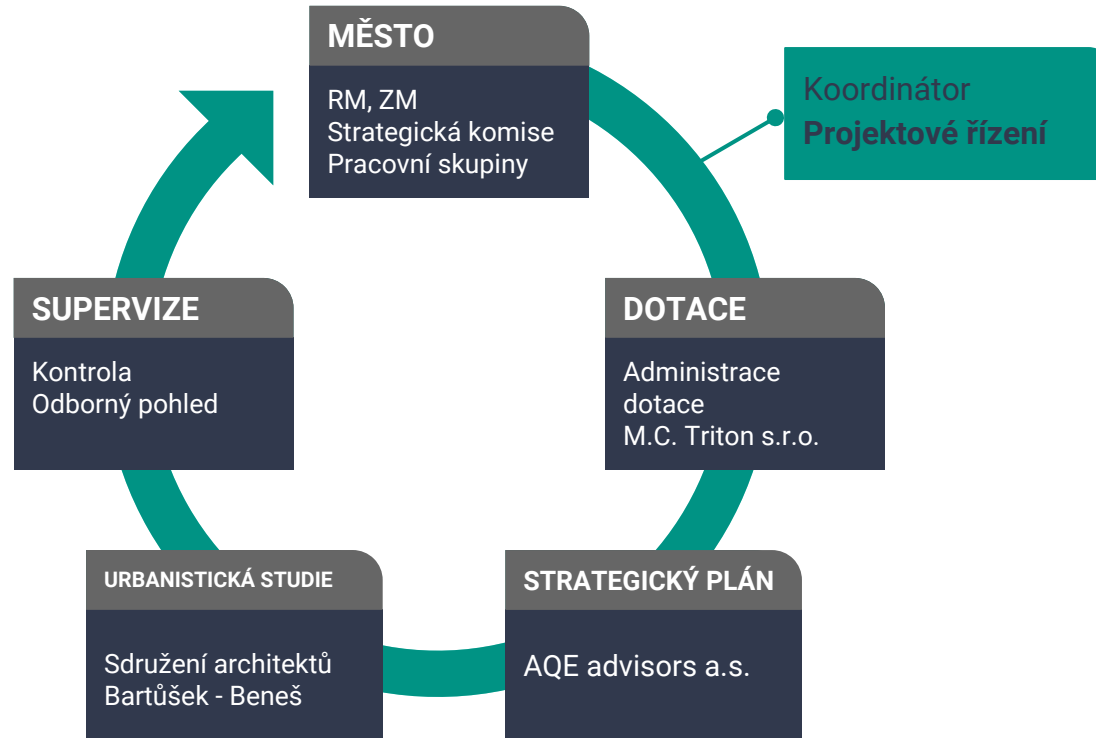 MĚSTO
RM, ZM
Strategická komise
Pracovní skupiny
Koordinátor
Projektové řízení
SUPERVIZE
Kontrola
Odborný pohled
DOTACE
Administrace
dotace
M.C. Triton s.r.o.
URBANISTICKÁ STUDIE
Sdružení architektů
Bartůšek - Beneš
STRATEGICKÝ PLÁN
AQE advisors a.s.